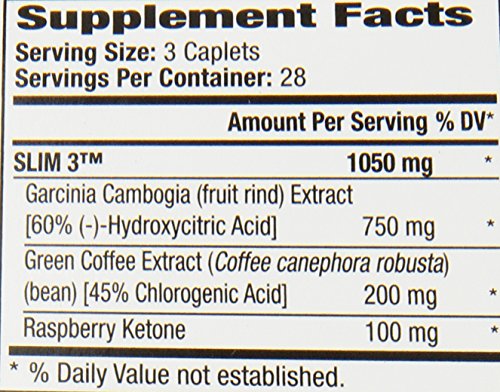 Supplement Facts
Serving Size: 3 Caplets
Servings Per Container: 28
Amount Per Serving % DV*
SLIM 3™ 1050 mg *
Garcinia Cambogia (fruit rind) Extract
[60% (-)-Hydroxycitric Acid] 750 mg *
Green Coffee Extract (Coffee canephora robusta)
(bean) [45% Chlorogenic Acid] 200 mg *
Raspberry Ketone 100 mg *
* % Daily Value not established.